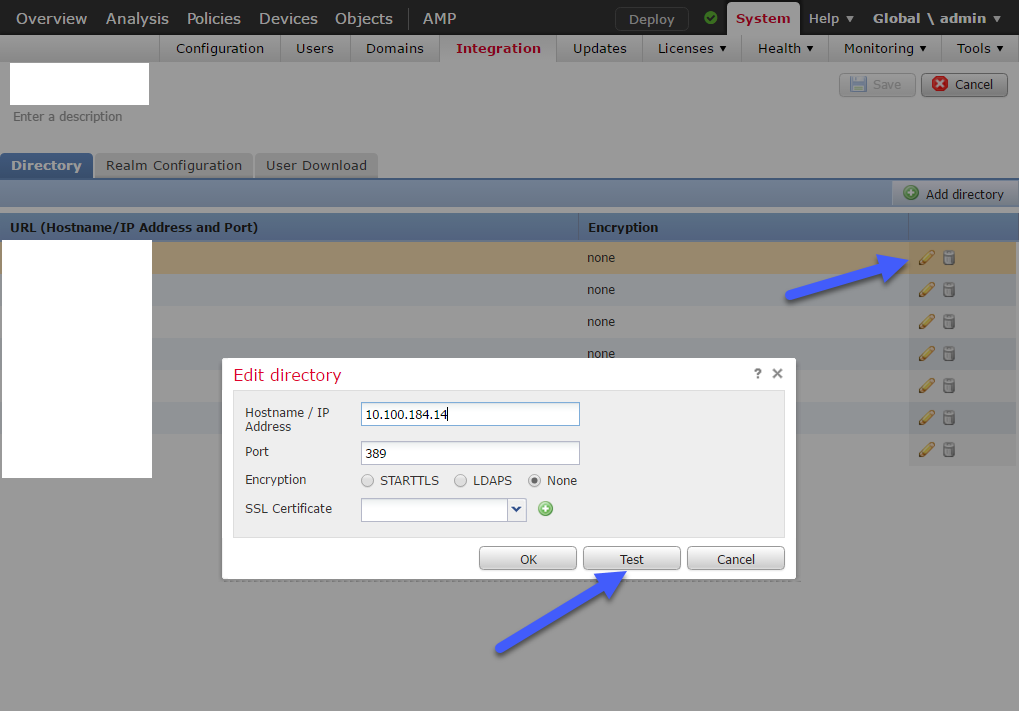 Overview Analysis Policies Devices Objects AMP Deploy System Help Global \ admin
Configuration Users Domains Integration Updates Licenses Health Monitoring Tools
Save Cancel
Enter a description
Directory Realm Configuration User Download
Add directory
URL (Hostname/IP Address and Port) Encryption
none
none
none
none
Edit directory ?
Hostname / IP Address 10.100.184.14
Port 389
Encryption STARTTLS LDAPS None
SSL Certificate
OK Test Cancel